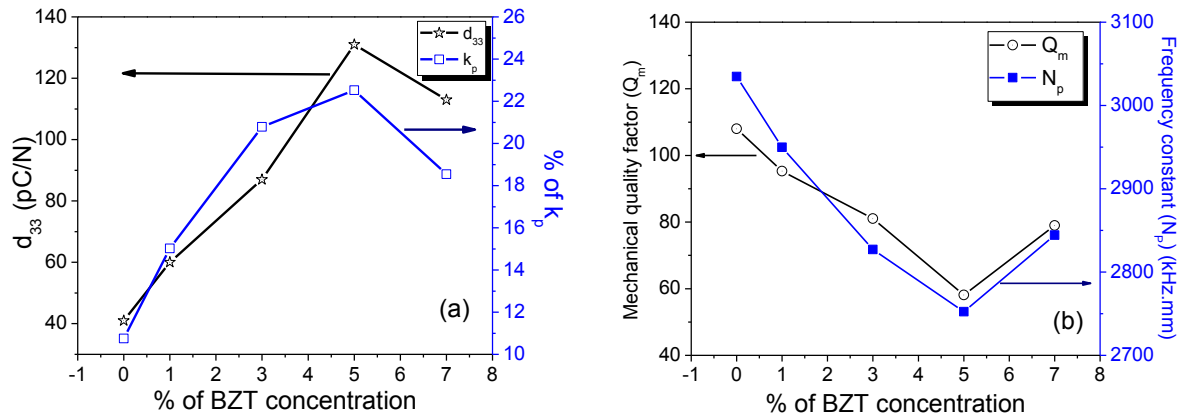 140
120
100
80
60
40
d33 (pC/N)
-1 0 1 2 3 4 5 6 7 8
% of BZT concentration
26
24
22
20
18
16
14
12
10
% of kp
d33
kp
(a)
140
120
100
80
60
40
Mechanical quality factor (Qm)
-1 0 1 2 3 4 5 6 7 8
% of BZT concentration
3100
3000
2900
2800
2700
Frequency constant (Np) (kHz.mm)
Qm
Np
(b)